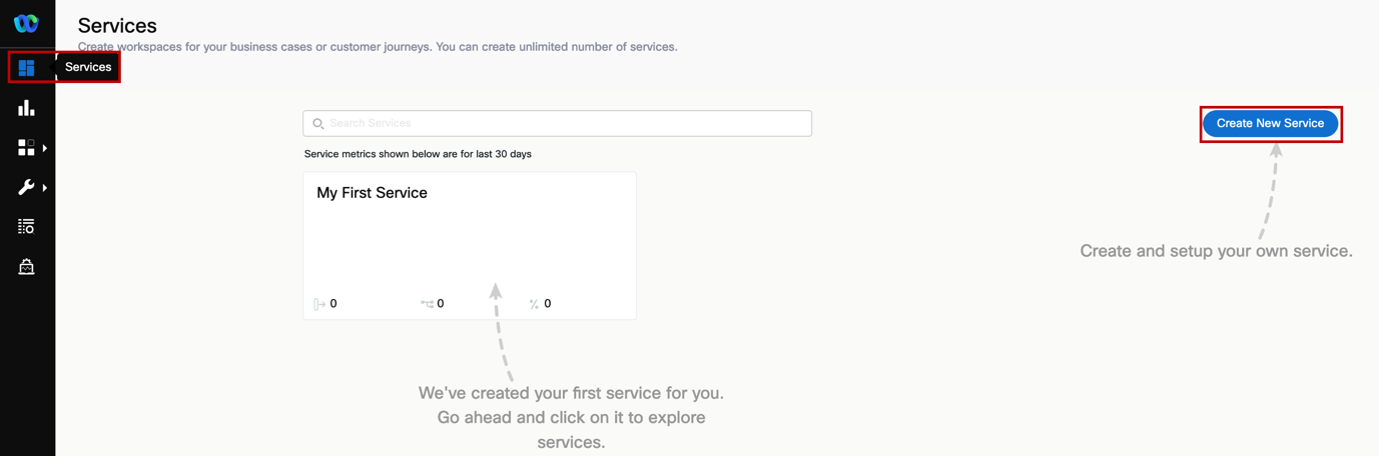 Services
Create workspaces for your business cases or customer journeys. You can create unlimited number of services.
Services
Search Services
Create New Service
Service metrics shown below are for last 30 days
My First Service
0 0 0
Create and setup your own service.
We've created your first service for you.
Go ahead and click on it to explore
services.